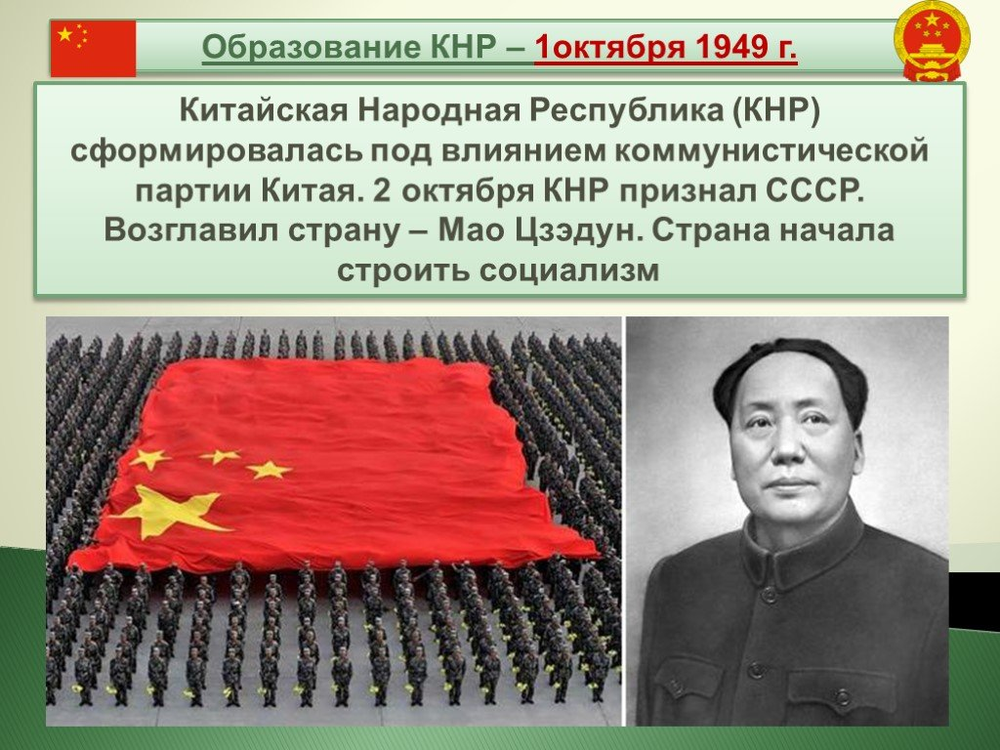 Образование КНР – 1октября 1949 г.
Китайская Народная Республика (КНР)
сформировалась под влиянием коммунистической
партии Китая. 2 октября КНР признал СССР.
Возглавил страну – Мао Цзэдун. Страна начала
строить социализм